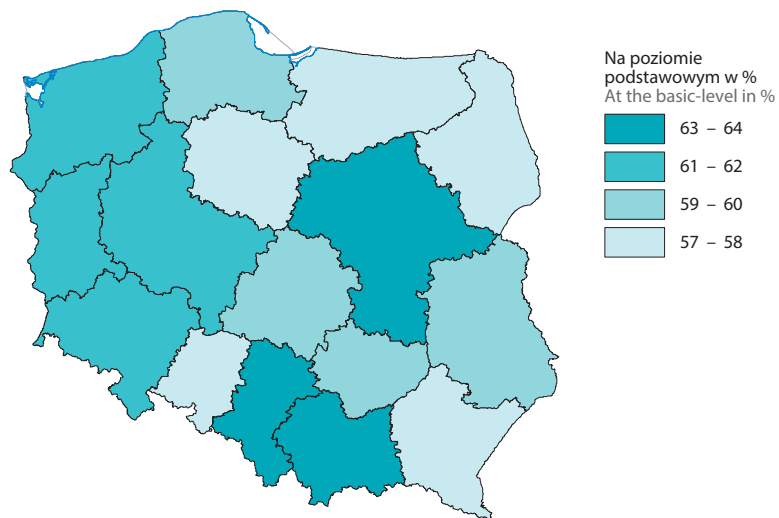 Na poziomie
podstawowym w %
At the basic-level in %
63 – 64
61 – 62
59 – 60
57 – 58